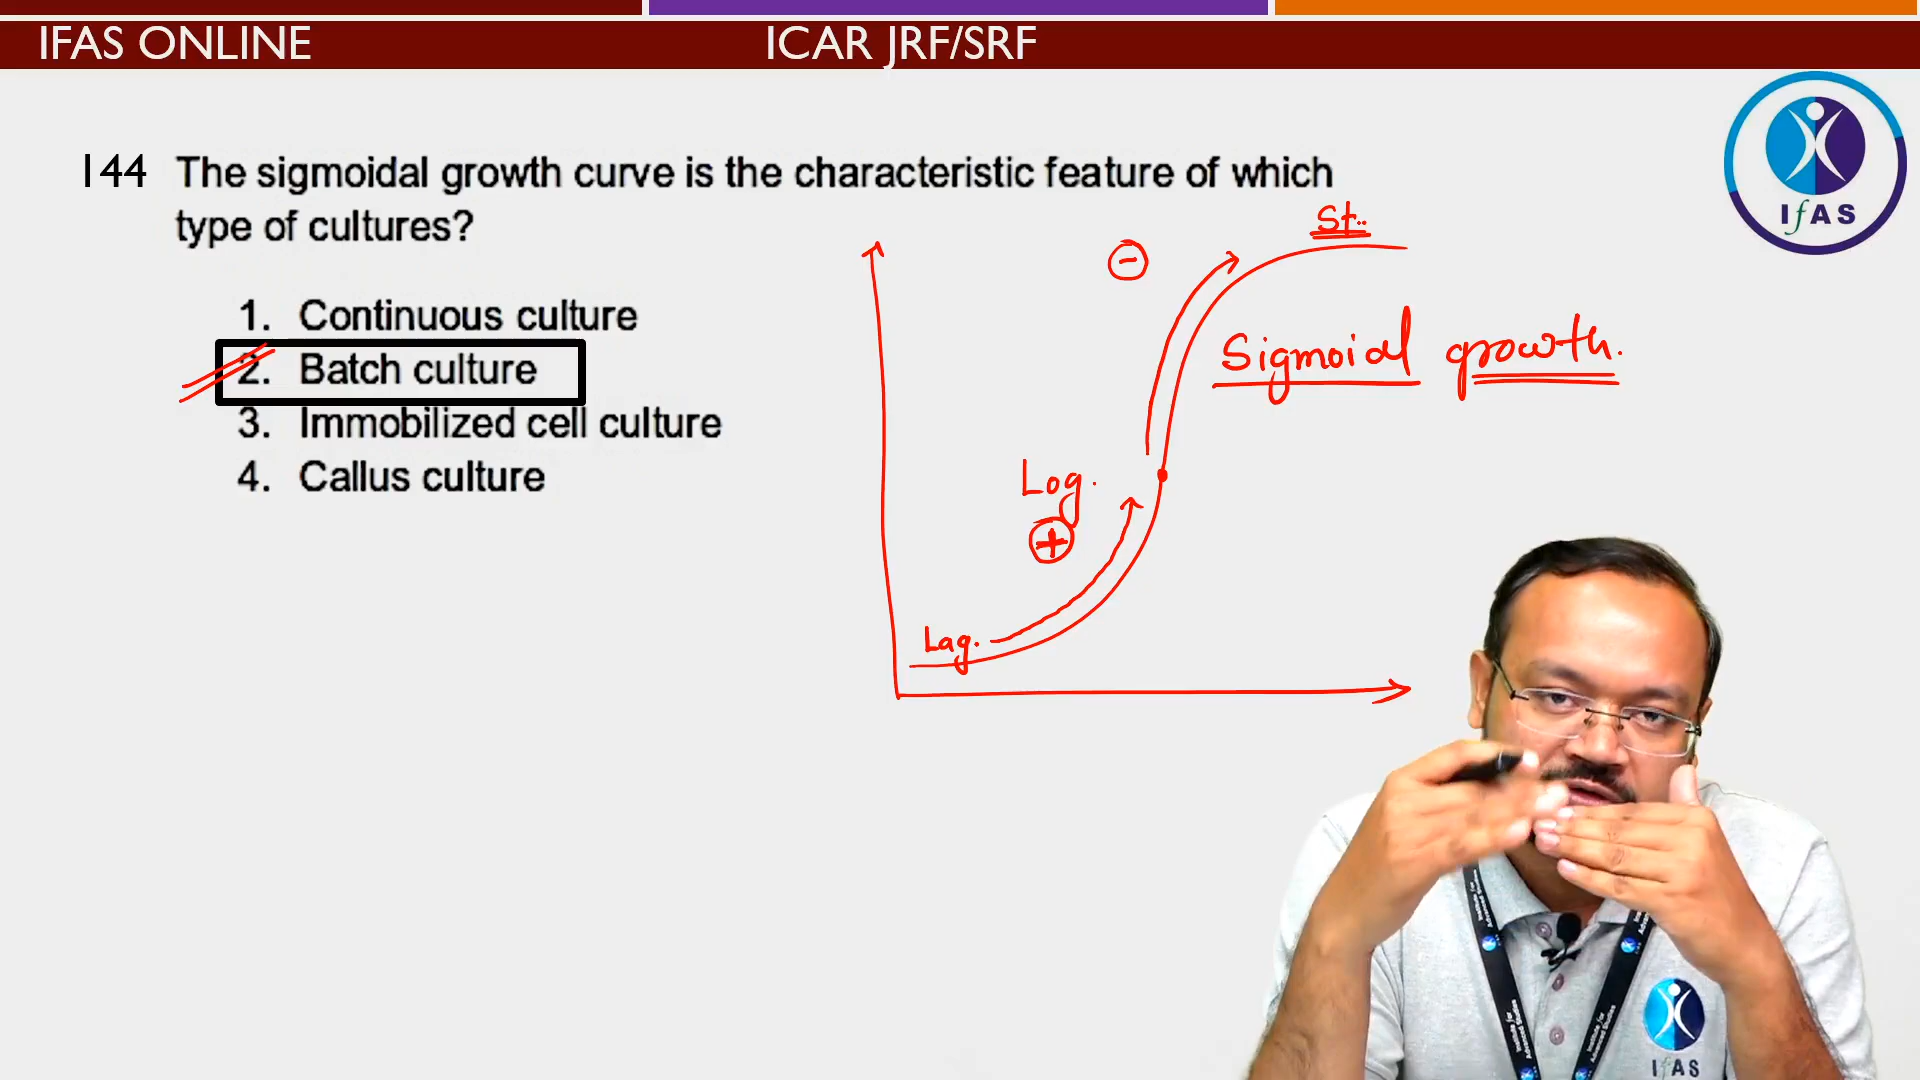 IFAS ONLINE
ICAR JRF/SRF
IfAS
144 The sigmoidal growth curve is the characteristic feature of which
type of cultures?
St..
1. Continuous culture
2. Batch culture
3. Immobilized cell culture
4. Callus culture
-
Sigmoial growth.
Log.
+
Lag.
IfAS